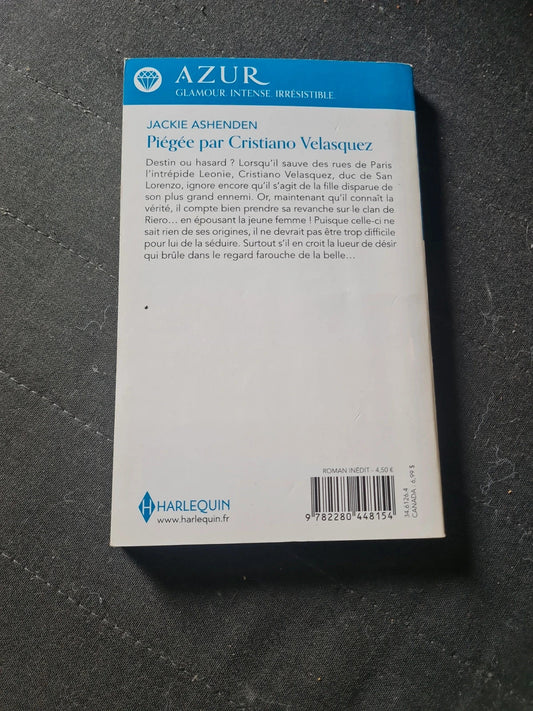 AZUR
GLAMOUR. INTENSE. IRRÉSISTIBLE
JACKIE ASHENDEN
Piégée par Cristiano Velasquez
Destin ou hasard ? Lorsqu'il sauve des rues de Paris
l'intrépide Leonie, Cristiano Velasquez, duc de San
Lorenzo, ignore encore qu'il s'agit de la fille disparue de
son plus grand ennemi. Or, maintenant qu'il connaît la
vérité, il compte bien prendre sa revanche sur le clan de
Riero… en épousant la jeune femme ! Puisque celle-ci ne
sait rien de ses origines, il ne devrait pas être trop difficile
pour lui de la séduire. Surtout s'il en croit la lueur de désir
qui brûle dans le regard farouche de la belle…
ROMAN INÉDIT - 4,50 €
9 782280 448154
34.6126.4
CANADA : 6,99 $
H HARLEQUIN
www.harlequin.fr